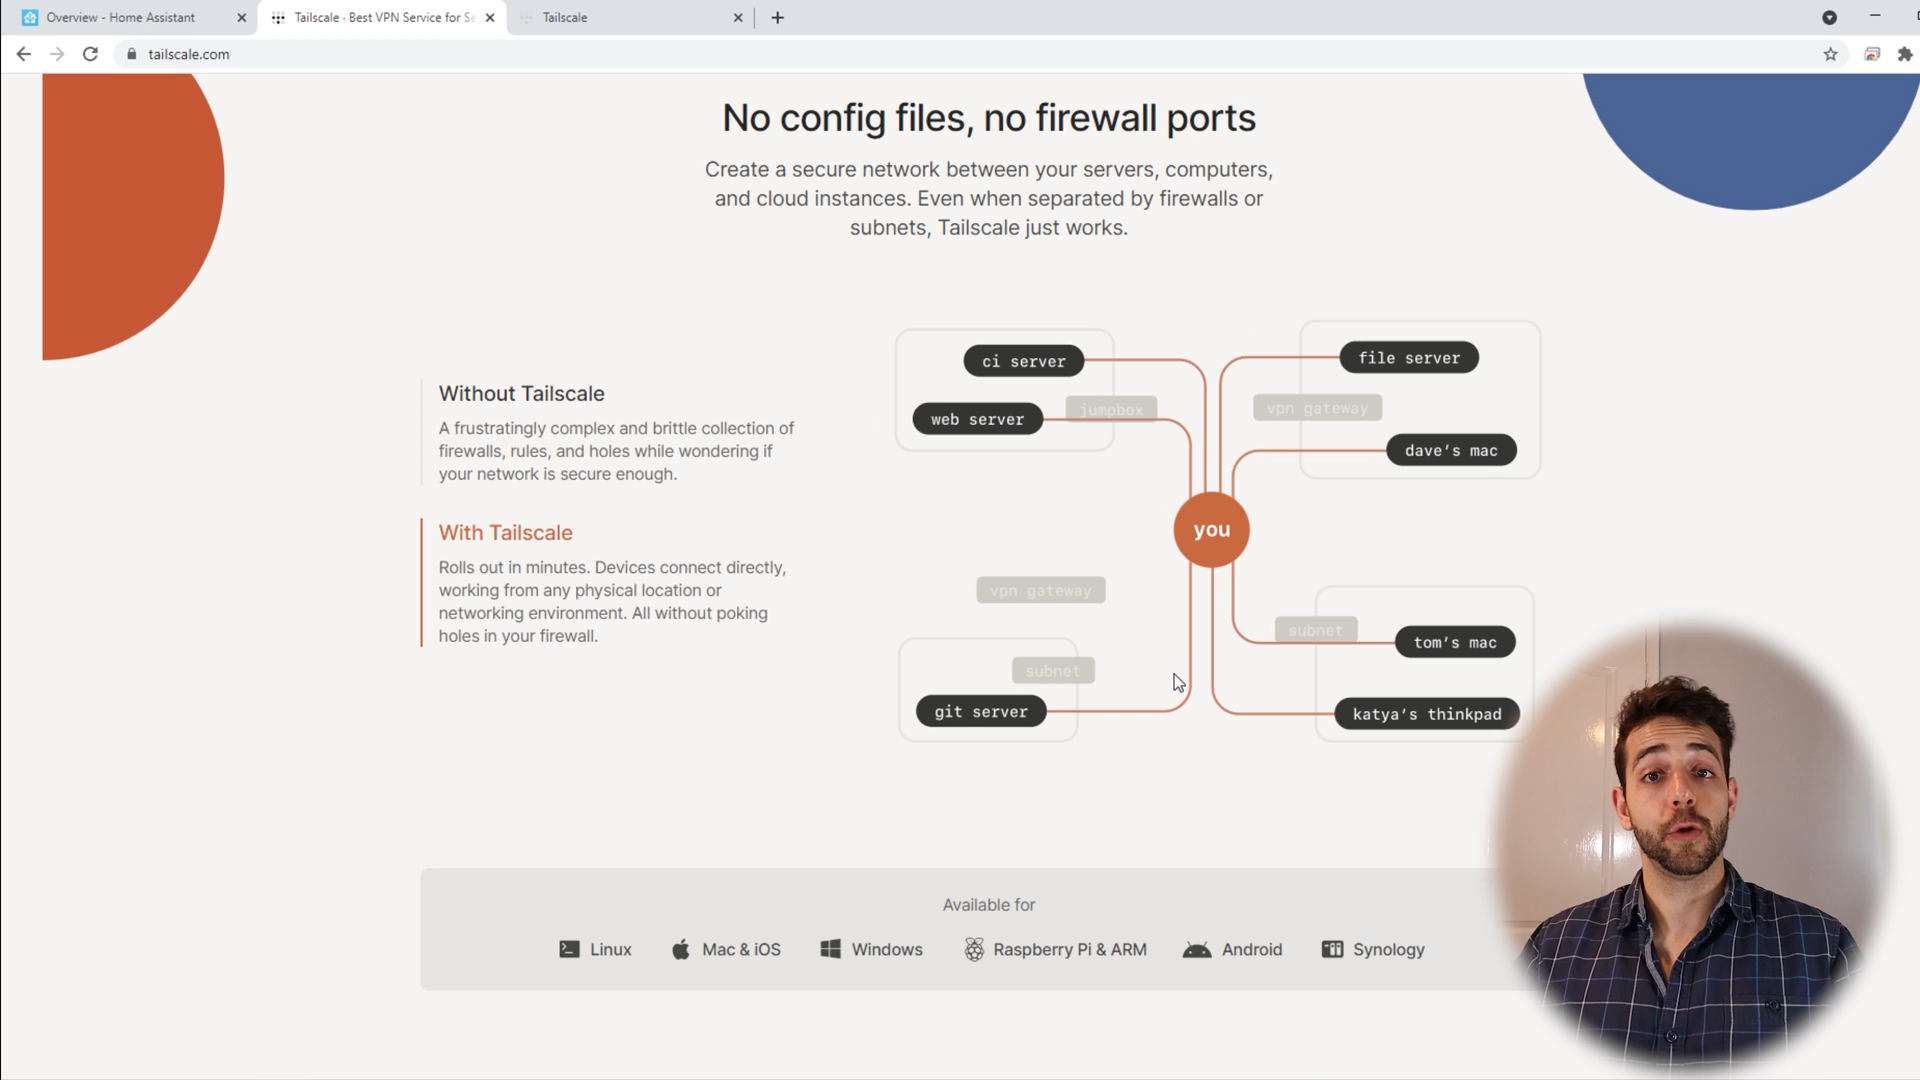 Overview - Home Assistant
Tailscale · Best VPN Service for Se
Tailscale
tailscale.com
No config files, no firewall ports
Create a secure network between your servers, computers,
and cloud instances. Even when separated by firewalls or
subnets, Tailscale just works.
Without Tailscale
A frustratingly complex and brittle collection of
firewalls, rules, and holes while wondering if
your network is secure enough.
With Tailscale
Rolls out in minutes. Devices connect directly,
working from any physical location or
networking environment. All without poking
holes in your firewall.
ci server
web server
jumpbox
file server
vpn gateway
dave's mac
you
vpn gateway
subnet
git server
subnet
tom's mac
katya's thinkpad
Available for
Linux
Mac & iOS
Windows
Raspberry Pi & ARM
Android
Synology